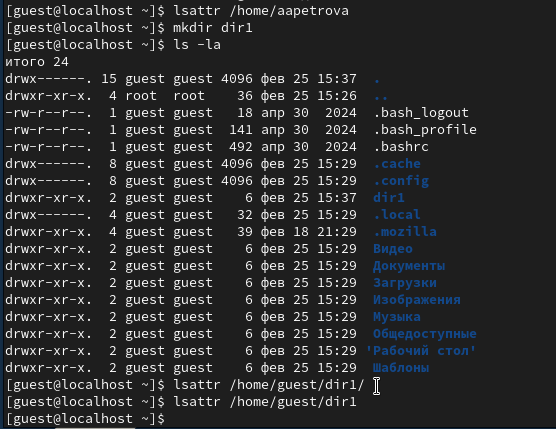 [guest@localhost ~]$ lsattr /home/aapetrova
[guest@localhost ~]$ mkdir dir1
[guest@localhost ~]$ ls -la
итого 24
drwx------. 15 guest guest 4096 фев 25 15:37 .
drwxr-xr-x.  4 root  root    36 фев 25 15:26 ..
-rw-r--r--.  1 guest guest   18 апр 30  2024 .bash_logout
-rw-r--r--.  1 guest guest  141 апр 30  2024 .bash_profile
-rw-r--r--.  1 guest guest  492 апр 30  2024 .bashrc
drwx------.  8 guest guest 4096 фев 25 15:29 .cache
drwx------.  8 guest guest 4096 фев 25 15:29 .config
drwxr-xr-x.  2 guest guest    6 фев 25 15:37 dir1
drwx------.  4 guest guest   32 фев 25 15:29 .local
drwxr-xr-x.  4 guest guest   39 фев 18 21:29 .mozilla
drwxr-xr-x.  2 guest guest    6 фев 25 15:29 Видео
drwxr-xr-x.  2 guest guest    6 фев 25 15:29 Документы
drwxr-xr-x.  2 guest guest    6 фев 25 15:29 Загрузки
drwxr-xr-x.  2 guest guest    6 фев 25 15:29 Изображения
drwxr-xr-x.  2 guest guest    6 фев 25 15:29 Музыка
drwxr-xr-x.  2 guest guest    6 фев 25 15:29 Общедоступные
drwxr-xr-x.  2 guest guest    6 фев 25 15:29 'Рабочий стол'
drwxr-xr-x.  2 guest guest    6 фев 25 15:29 Шаблоны
[guest@localhost ~]$ lsattr /home/guest/dir1/
[guest@localhost ~]$ lsattr /home/guest/dir1
[guest@localhost ~]$